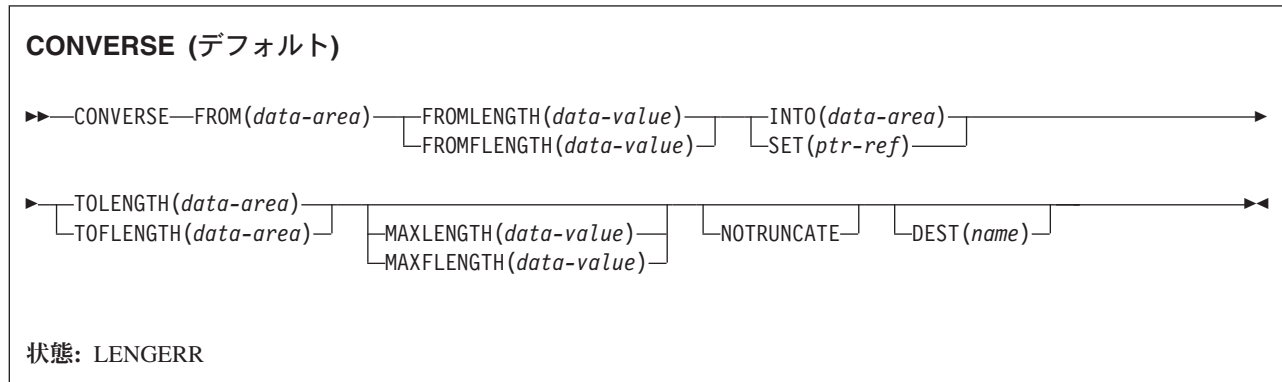 CONVERSE (デフォルト)
CONVERSE FROM(data-area) FROMLENGTH(data-value) INTO(data-area)
FROMFLENGTH(data-value) SET(ptr-ref)
TOLENGTH(data-area)
TOFLENGTH(data-area) MAXLENGTH(data-value) NOTRUNCATE DEST(name)
MAXFLENGTH(data-value)
状態: LENGERR